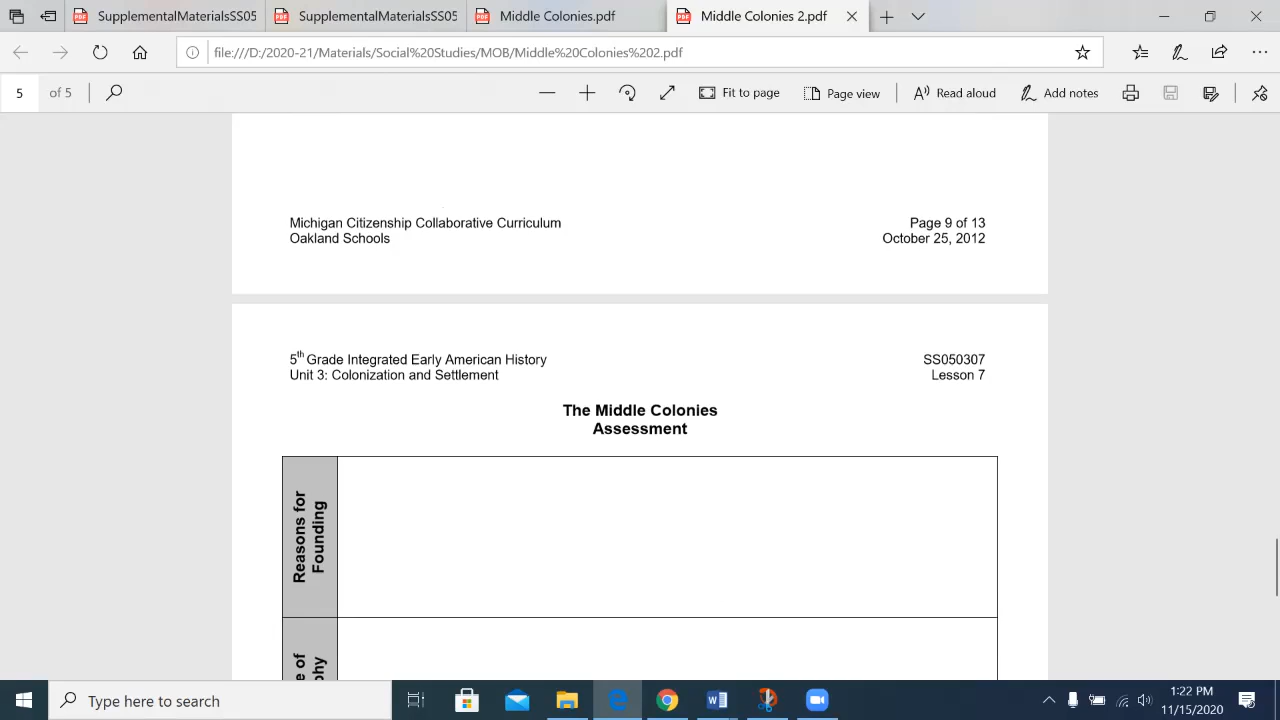 SupplementalMaterialsSS05
SupplementalMaterialsSS05
Middle Colonies.pdf
Middle Colonies 2.pdf
file:///D:/2020-21/Materials/Social%20Studies/MOB/Middle%20Colonies%202.pdf
5 of 5
Fit to page
Page view
Read aloud
Add notes
Michigan Citizenship Collaborative Curriculum Page 9 of 13
Oakland Schools October 25, 2012
5th Grade Integrated Early American History SS050307
Unit 3: Colonization and Settlement Lesson 7
The Middle Colonies
Assessment
Reasons for
Founding
e of
phy
Type here to search
1:22 PM
11/15/2020